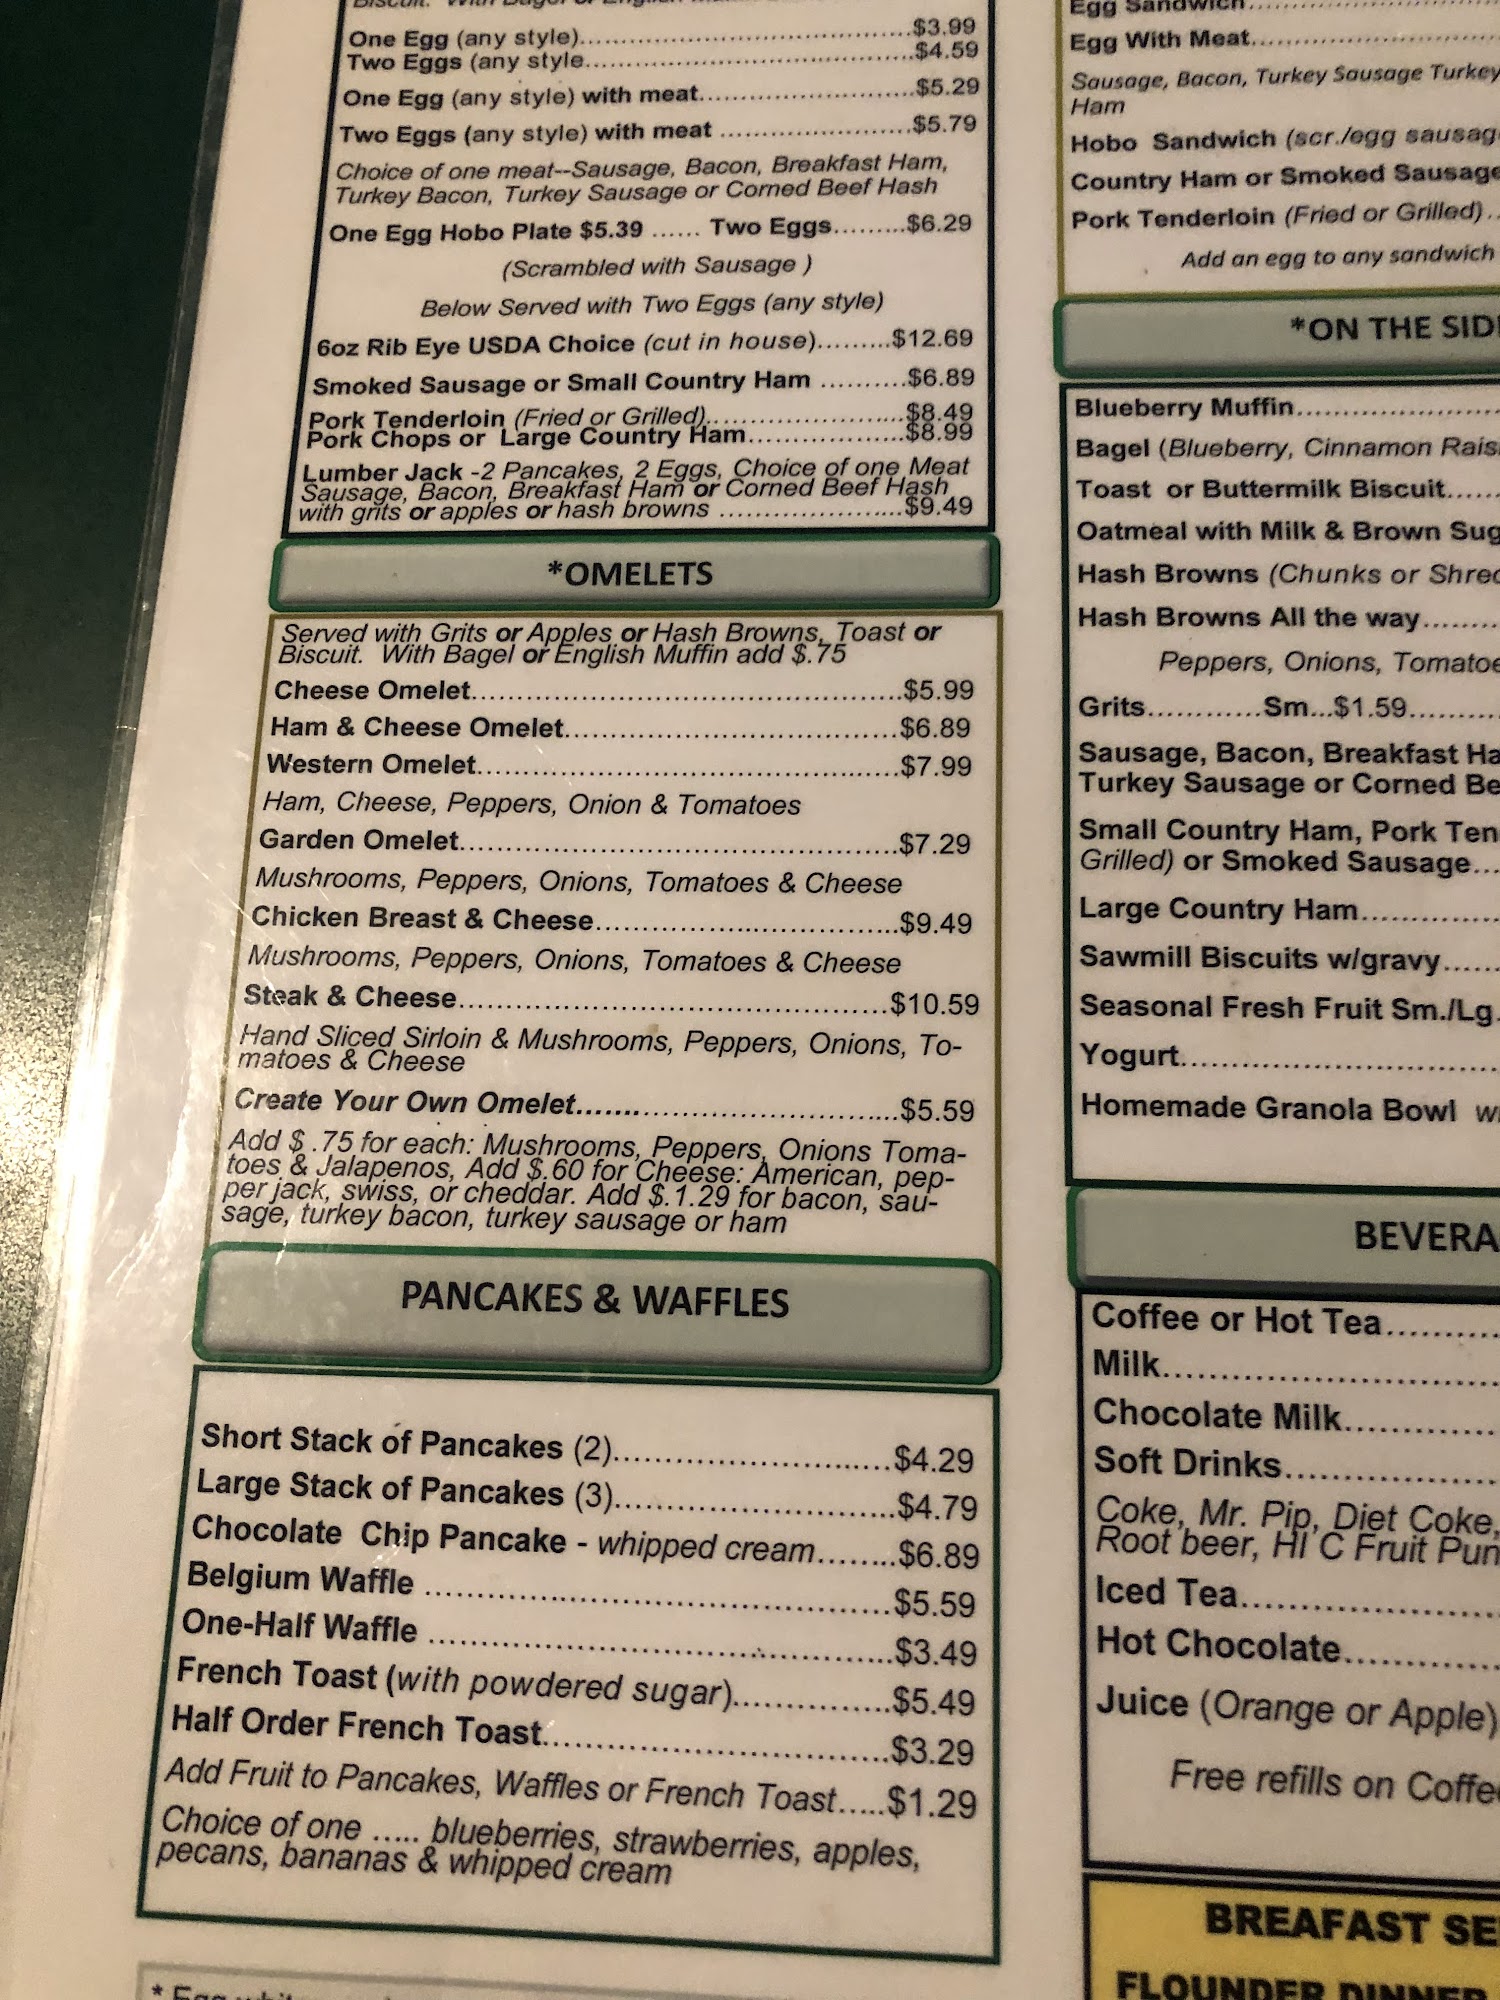 One Egg (any style)..............................$3.99
Two Eggs (any style..............................$4.59
One Egg (any style) with meat....................$5.29
Two Eggs (any style) with meat ..................$5.79
Choice of one meat--Sausage, Bacon, Breakfast Ham,
Turkey Bacon, Turkey Sausage or Corned Beef Hash
One Egg Hobo Plate $5.39 ...... Two Eggs.........$6.29
(Scrambled with Sausage )
Below Served with Two Eggs (any style)
6oz Rib Eye USDA Choice (cut in house).........$12.69
Smoked Sausage or Small Country Ham ..........$6.89
Pork Tenderloin (Fried or Grilled)......................$8.49
Pork Chops or Large Country Ham.................$8.99
Lumber Jack -2 Pancakes, 2 Eggs, Choice of one Meat
Sausage, Bacon, Breakfast Ham or Corned Beef Hash
with grits or apples or hash browns ....................$9.49
*OMELETS
Served with Grits or Apples or Hash Browns, Toast or
Biscuit. With Bagel or English Muffin add $.75
Cheese Omelet................................................$5.99
Ham & Cheese Omelet.....................................$6.89
Western Omelet...............................................$7.99
Ham, Cheese, Peppers, Onion & Tomatoes
Garden Omelet.................................................$7.29
Mushrooms, Peppers, Onions, Tomatoes & Cheese
Chicken Breast & Cheese..................................$9.49
Mushrooms, Peppers, Onions, Tomatoes & Cheese
Steak & Cheese................................................$10.59
Hand Sliced Sirloin & Mushrooms, Peppers, Onions, To-
matoes & Cheese
Create Your Own Omelet....................................$5.59
Add $ .75 for each: Mushrooms, Peppers, Onions Toma-
toes & Jalapenos, Add $.60 for Cheese: American, pep-
per jack, swiss, or cheddar. Add $.1.29 for bacon, sau-
sage, turkey bacon, turkey sausage or ham
PANCAKES & WAFFLES
Short Stack of Pancakes (2)...........................$4.29
Large Stack of Pancakes (3)...........................$4.79
Chocolate Chip Pancake - whipped cream........$6.89
Belgium Waffle ..............................................$5.59
One-Half Waffle .............................................$3.49
French Toast (with powdered sugar)...............$5.49
Half Order French Toast..................................$3.29
Add Fruit to Pancakes, Waffles or French Toast.....$1.29
Choice of one ..... blueberries, strawberries, apples,
pecans, bananas & whipped cream
Egg Sandwich
Egg With Meat
Sausage, Bacon, Turkey Sausage Turkey
Ham
Hobo Sandwich (scr./egg sausag
Country Ham or Smoked Sausage
Pork Tenderloin (Fried or Grilled)..
Add an egg to any sandwich
*ON THE SID
Blueberry Muffin
Bagel (Blueberry, Cinnamon Rais
Toast or Buttermilk Biscuit......
Oatmeal with Milk & Brown Sug
Hash Browns (Chunks or Shred
Hash Browns All the way........
Peppers, Onions, Tomatoe
Grits............Sm...$1.59..........
Sausage, Bacon, Breakfast Ha
Turkey Sausage or Corned Be
Small Country Ham, Pork Ten
Grilled) or Smoked Sausage...
Large Country Ham...............
Sawmill Biscuits w/gravy......
Seasonal Fresh Fruit Sm./Lg.
Yogurt...................................
Homemade Granola Bowl
BEVERA
Coffee or Hot Tea...........
Milk.................................
Chocolate Milk...............
Soft Drinks.....................
Coke, Mr. Pip, Diet Coke,
Root beer, HI C Fruit Pun
Iced Tea.........................
Hot Chocolate...............
Juice (Orange or Apple)
Free refills on Coffe
BREAFAST SE
FLOUNDER DINNER